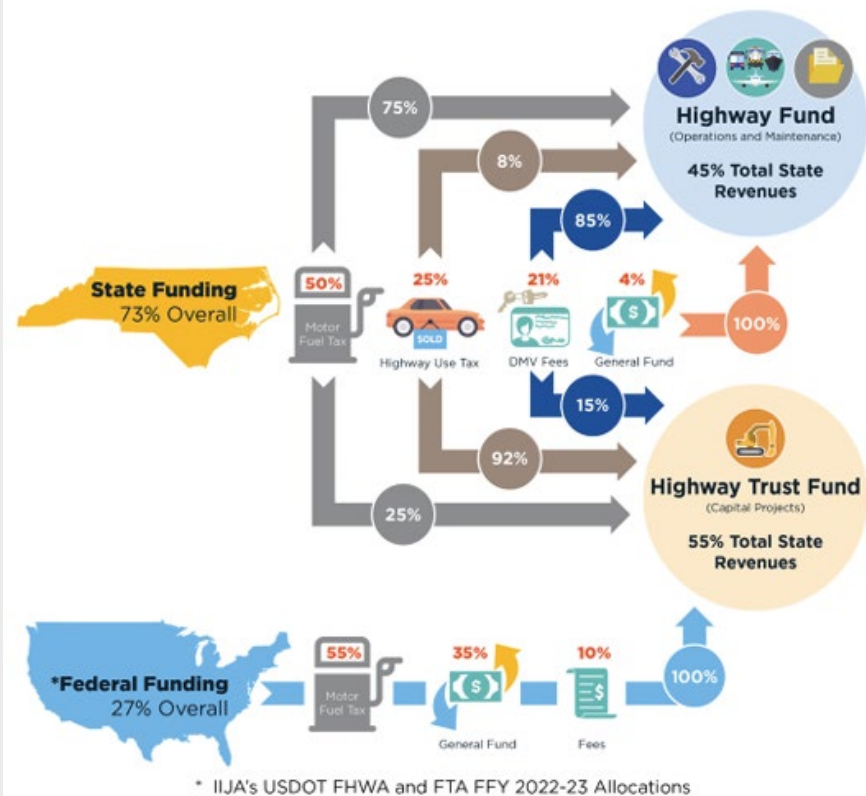 75%
Highway Fund
(Operations and Maintenance)
45% Total State
Revenues
8%
85%
State Funding
73% Overall
50%
Motor
Fuel Tax
25%
SOLD
Highway Use Tax
21%
DMV Fees
4%
$
General Fund
100%
15%
92%
25%
Highway Trust Fund
(Capital Projects)
55% Total State
Revenues
*Federal Funding
27% Overall
55%
Motor
Fuel Tax
35%
$
General Fund
10%
$
Fees
100%
* IIJA's USDOT FHWA and FTA FFY 2022-23 Allocations